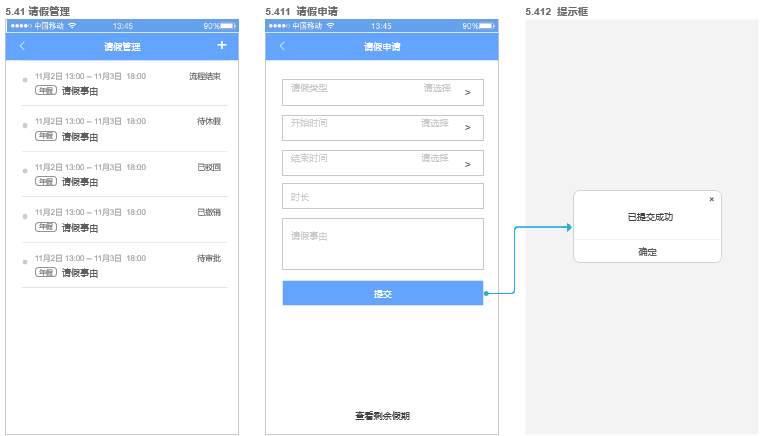 5.41 请假管理
中国移动 13:45 90%
请假管理 +
11月2日 13:00 – 11月3日 18:00 流程结束
年假 请假事由
11月2日 13:00 – 11月3日 18:00 待休假
年假 请假事由
11月2日 13:00 – 11月3日 18:00 已驳回
年假 请假事由
11月2日 13:00 – 11月3日 18:00 已撤销
年假 请假事由
11月2日 13:00 – 11月3日 18:00 待审批
年假 请假事由
5.411 请假申请
中国移动 13:45 90%
请假申请
请假类型 请选择 >
开始时间 请选择 >
结束时间 请选择 >
时长
请假事由
提交
查看剩余假期
5.412 提示框
×
已提交成功
确定